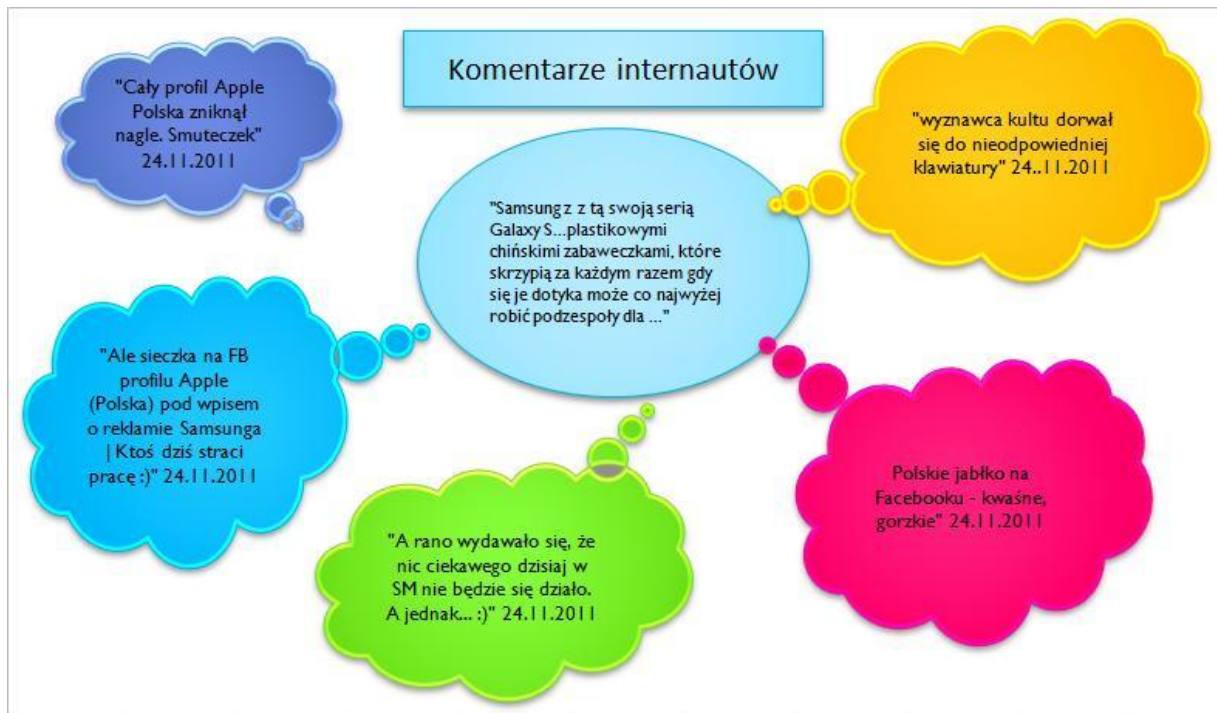 Komentarze internautów
"Cały profil Apple
Polska zniknął
nagle. Smuteczek"
24.11.2011
"wyznawca kultu dorwał
się do nieodpowiedniej
klawiatury" 24..11.2011
"Samsung z z tą swoją serią
Galaxy S...plastikowymi
chińskimi zabaweczkami, które
skrzypią za każdym razem gdy
się je dotyka może co najwyżej
robić podzespoły dla ..."
"Ale sieczka na FB
profilu Apple
(Polska) pod wpisem
o reklamie Samsunga
| Ktoś dziś straci
pracę :)" 24.11.2011
"A rano wydawało się, że
nic ciekawego dzisiaj w
SM nie będzie się działo.
A jednak... :)" 24.11.2011
Polskie jabłko na
Facebooku - kwaśne,
gorzkie" 24.11.2011